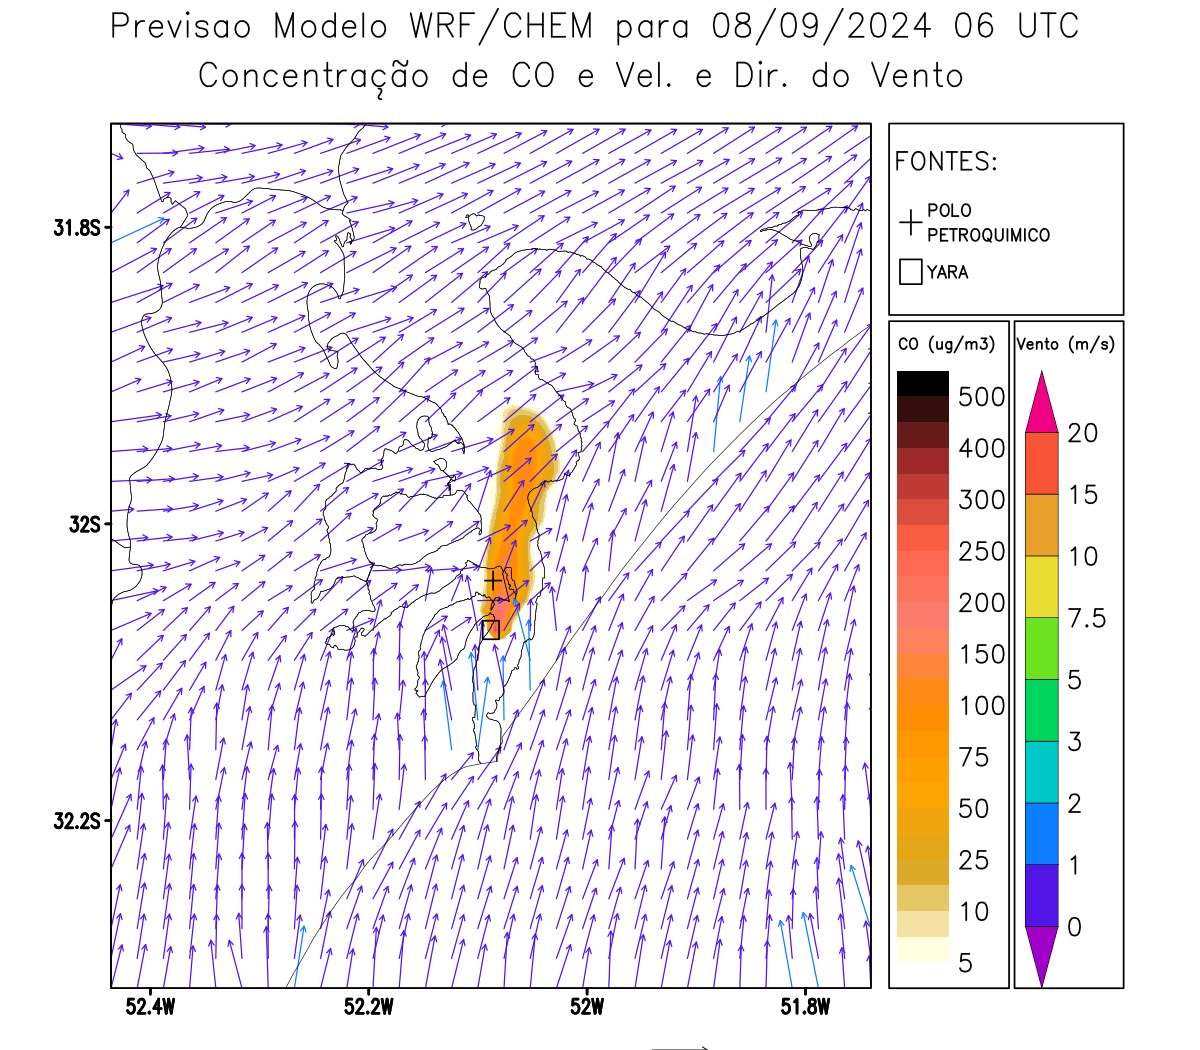 Previsao Modelo WRF/CHEM para 08/09/2024 06 UTC
Concentração de CO e Vel. e Dir. do Vento
FONTES:
POLO
PETROQUIMICO
YARA
CO (ug/m3)
500
400
300
250
200
150
100
75
50
25
10
5
Vento (m/s)
20
15
10
7.5
5
3
2
1
0
31.8S
32S
32.2S
52.4W
52.2W
52W
51.8W